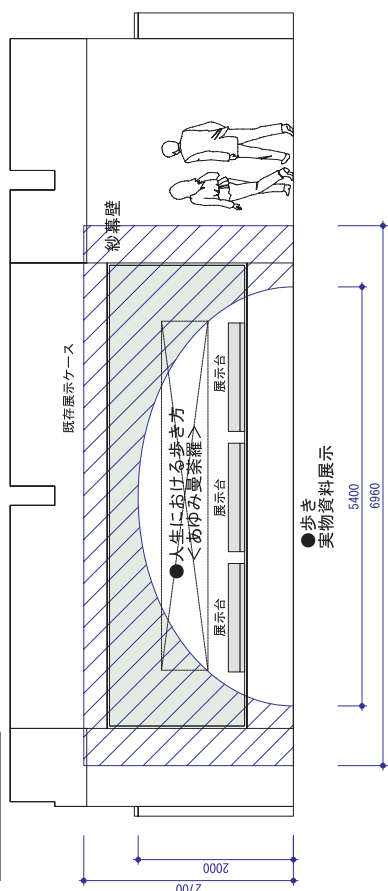 既存展示ケース
紗幕壁
●人生における歩き方
＜あゆみ曼荼羅＞
展示台
展示台
展示台
●歩き
実物資料展示
5400
6960
2000
2700